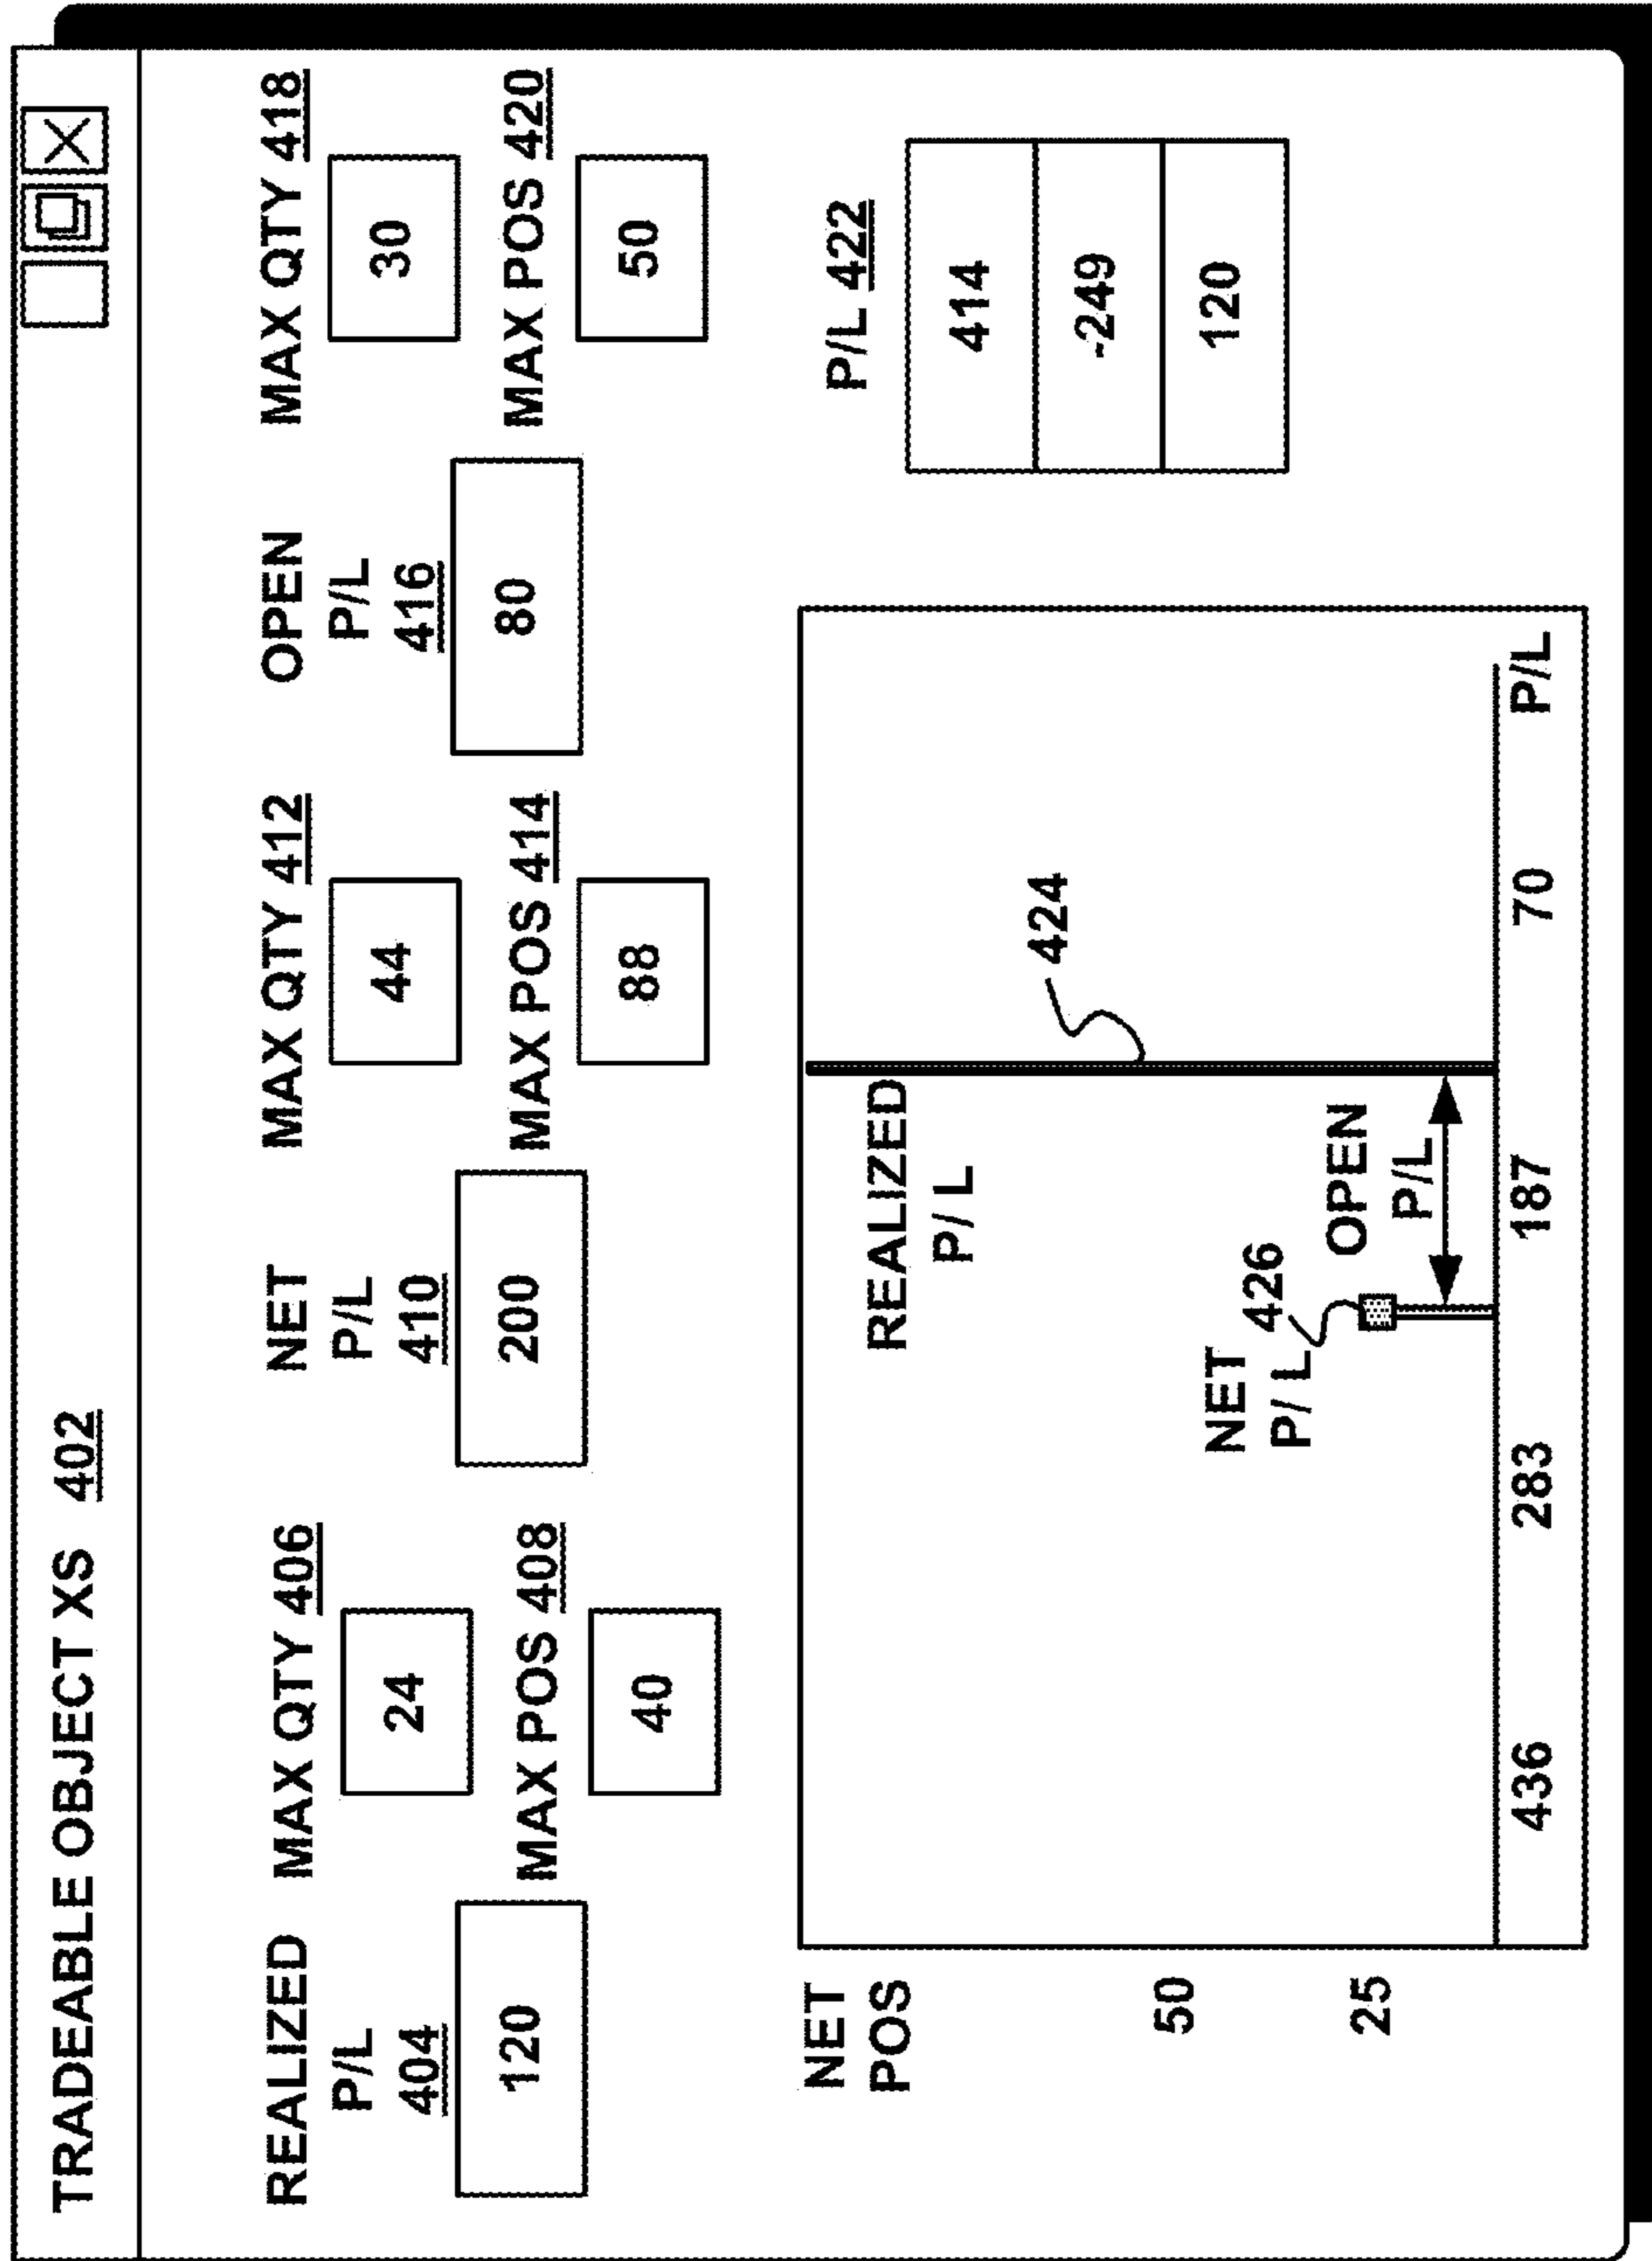 TRADEABLE OBJECT XS 402
REALIZED
P/L
404
120
MAX QTY 406
24
MAX POS 408
40
NET
P/L
410
200
MAX QTY 412
44
MAX POS 414
88
OPEN
P/L
416
80
MAX QTY 418
30
MAX POS 420
50
NET
POS
50
25
REALIZED
P/L
424
NET
P/L
426
OPEN
P/L
436 283 187 70 P/L
P/L 422
414
-249
120